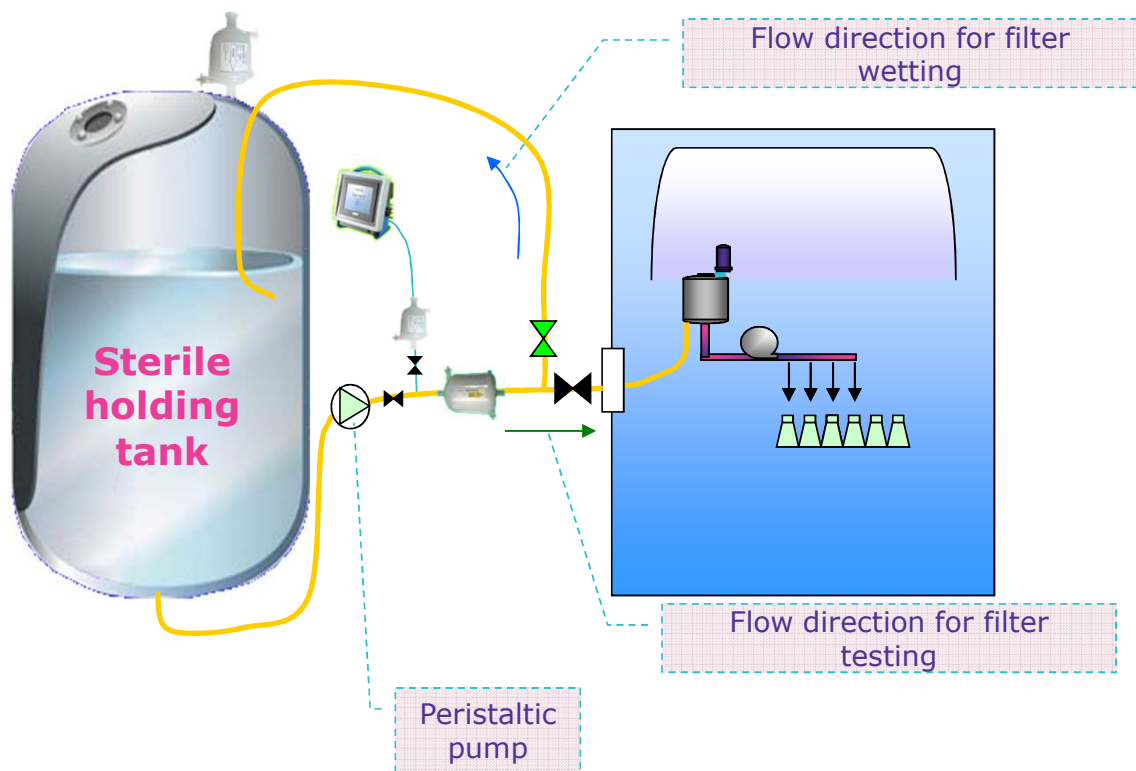 Flow direction for filter
wetting
Sterile
holding
tank
Flow direction for filter
testing
Peristaltic
pump